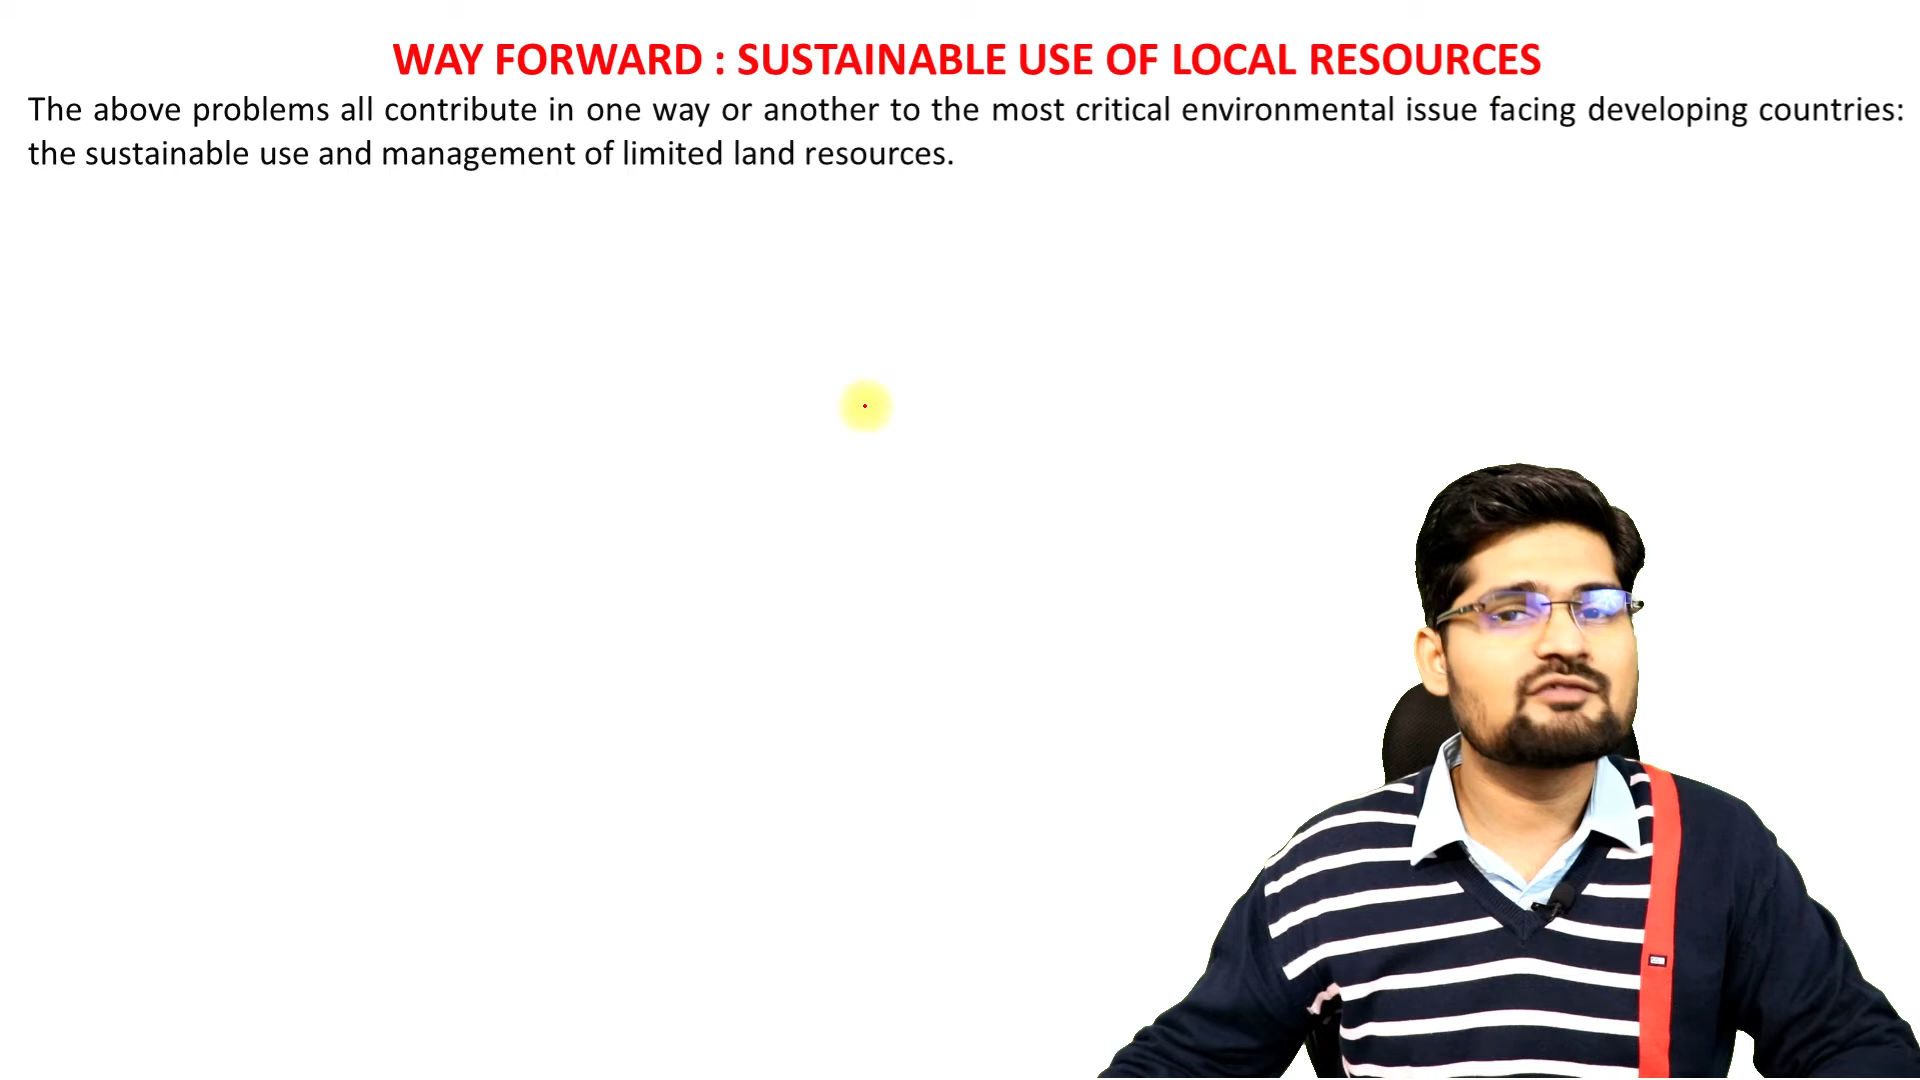 WAY FORWARD : SUSTAINABLE USE OF LOCAL RESOURCES
The above problems all contribute in one way or another to the most critical environmental issue facing developing countries:
the sustainable use and management of limited land resources.